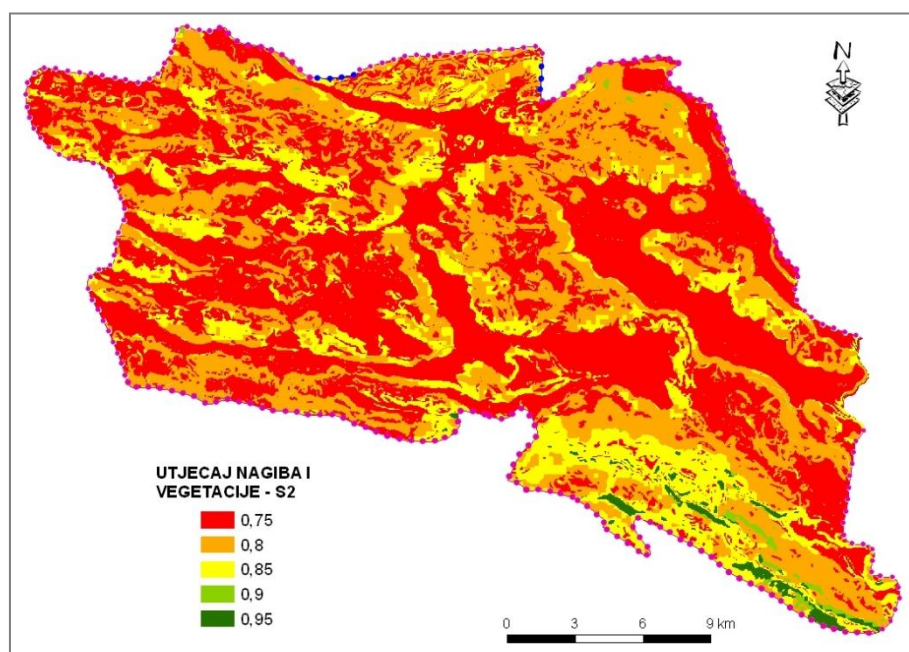 N
UTJECAJ NAGIBA I
VEGETACIJE - S2
0,75
0,8
0,85
0,9
0,95
0 3 6 9 km